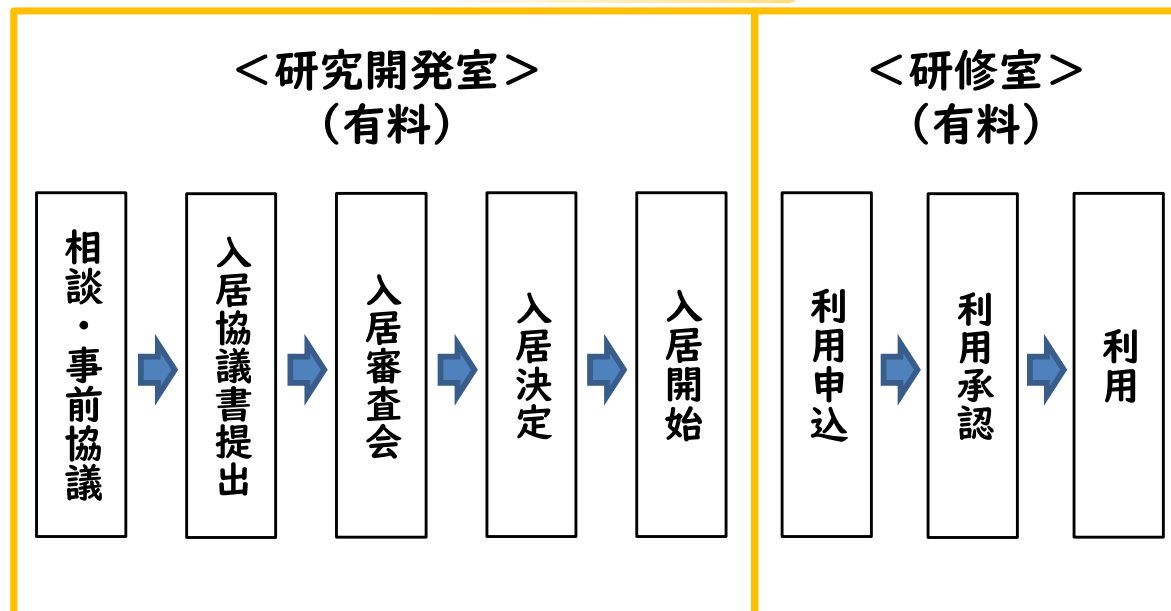 ＜研究開発室＞
（有料）
相談・事前協議
入居協議書提出
入居審査会
入居決定
入居開始
＜研修室＞
（有料）
利用申込
利用承認
利用